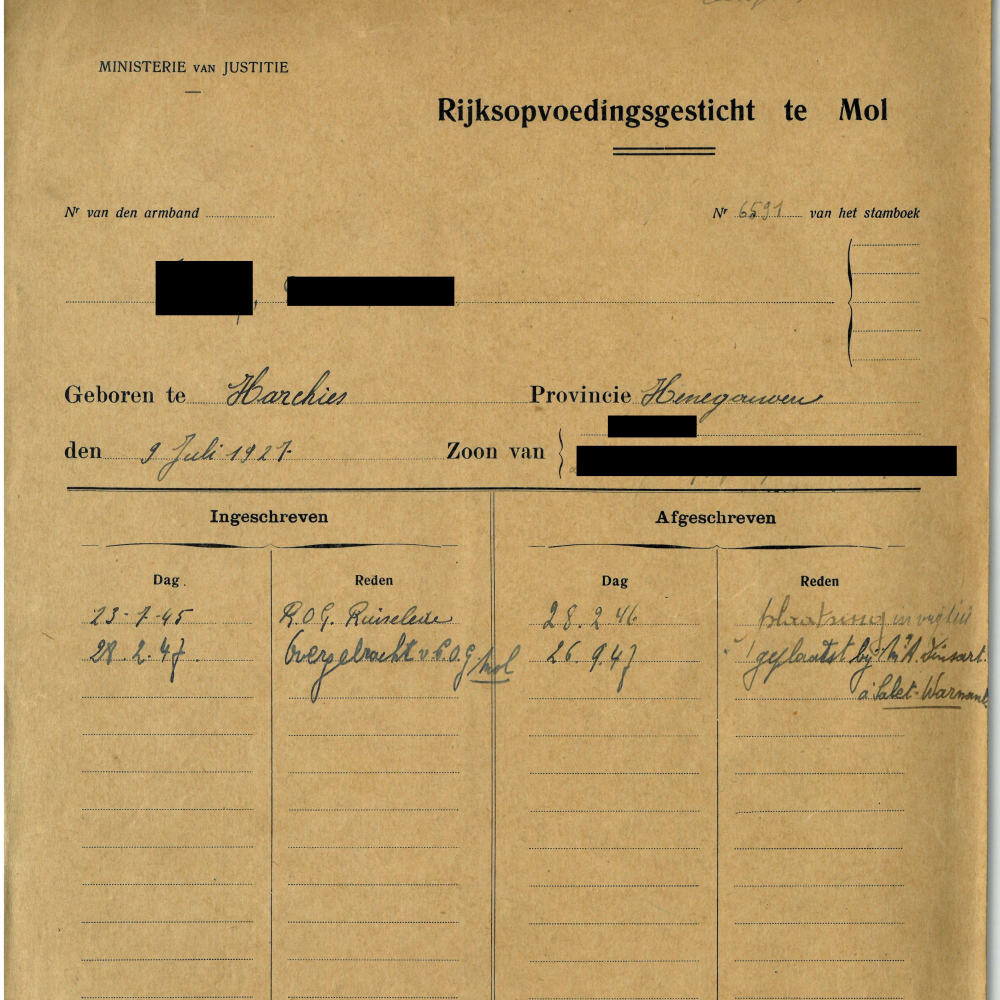 MINISTERIE VAN JUSTITIE
Rijksopvoedingsgesticht te Mol
Nr van den armband
Nr 6591 van het stamboek
Geboren te Harchies Provincie Henegouwen
den 9 Juli 1927 Zoon van
Ingeschreven Afgeschreven
Dag Reden Dag Reden
23-7-45 R.O.G. Ruiselede 28.2.46 plaatsing in
28.2.47 Overgebracht v. R.O.G Mol 26.9.47 geplaatst bij
à Salet-Warnant